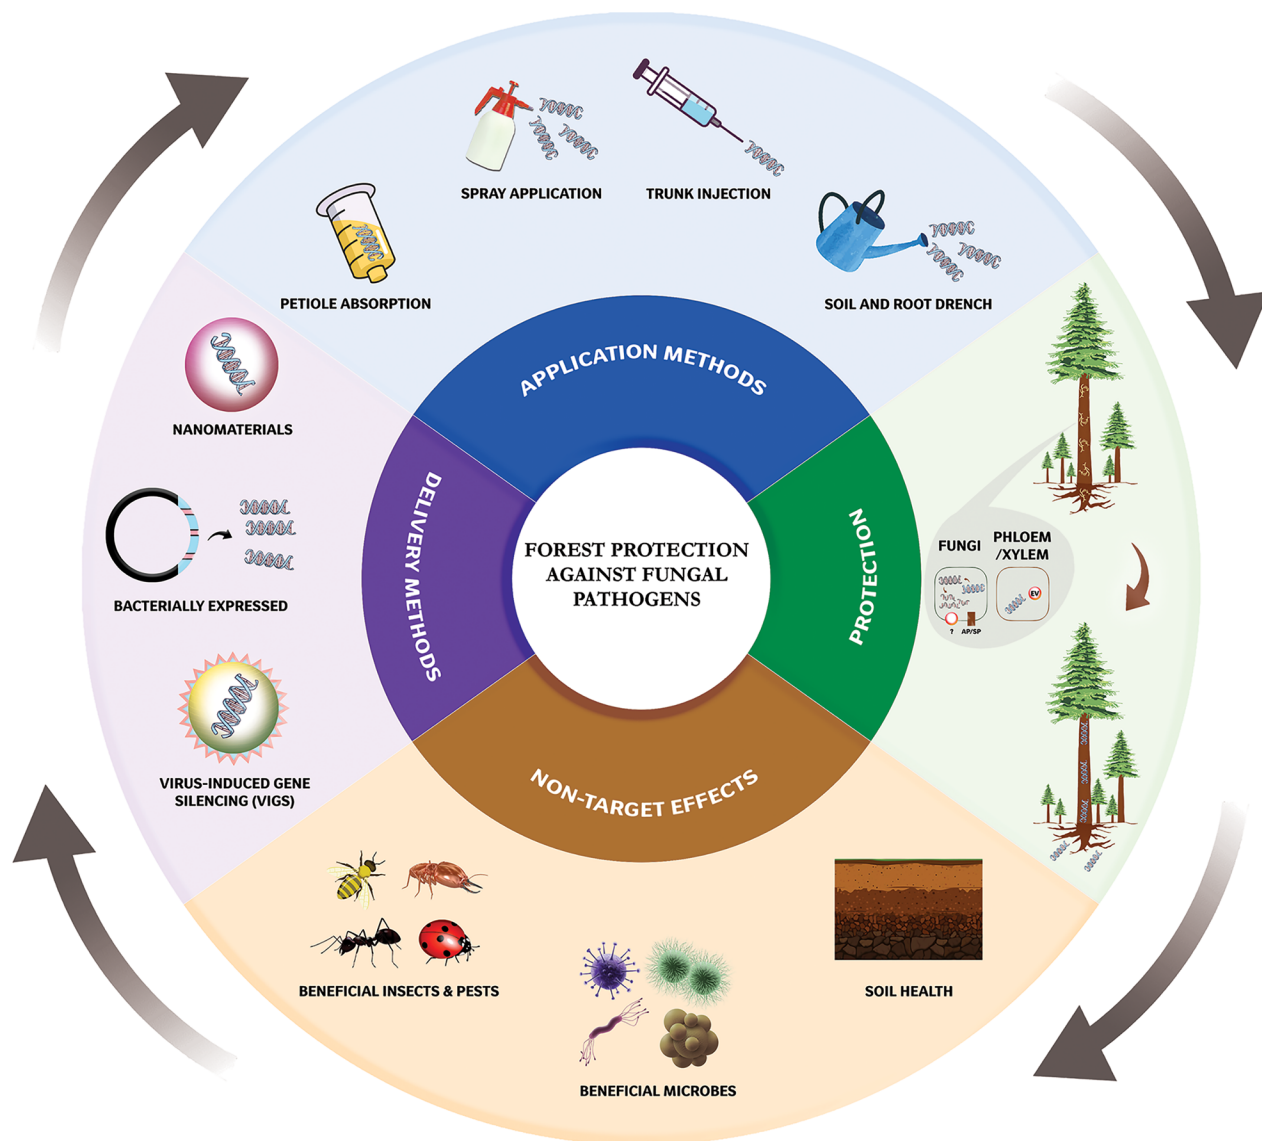 SPRAY APPLICATION
TRUNK INJECTION
PETIOLE ABSORPTION
SOIL AND ROOT DRENCH
APPLICATION METHODS
NANOMATERIALS
BACTERIALLY EXPRESSED
VIRUS-INDUCED GENE
SILENCING (VIGS)
DELIVERY METHODS
FOREST PROTECTION
AGAINST FUNGAL
PATHOGENS
PROTECTION
FUNGI
PHLOEM
/XYLEM
EV
?
AP/SP
NON-TARGET EFFECTS
BENEFICIAL INSECTS & PESTS
BENEFICIAL MICROBES
SOIL HEALTH